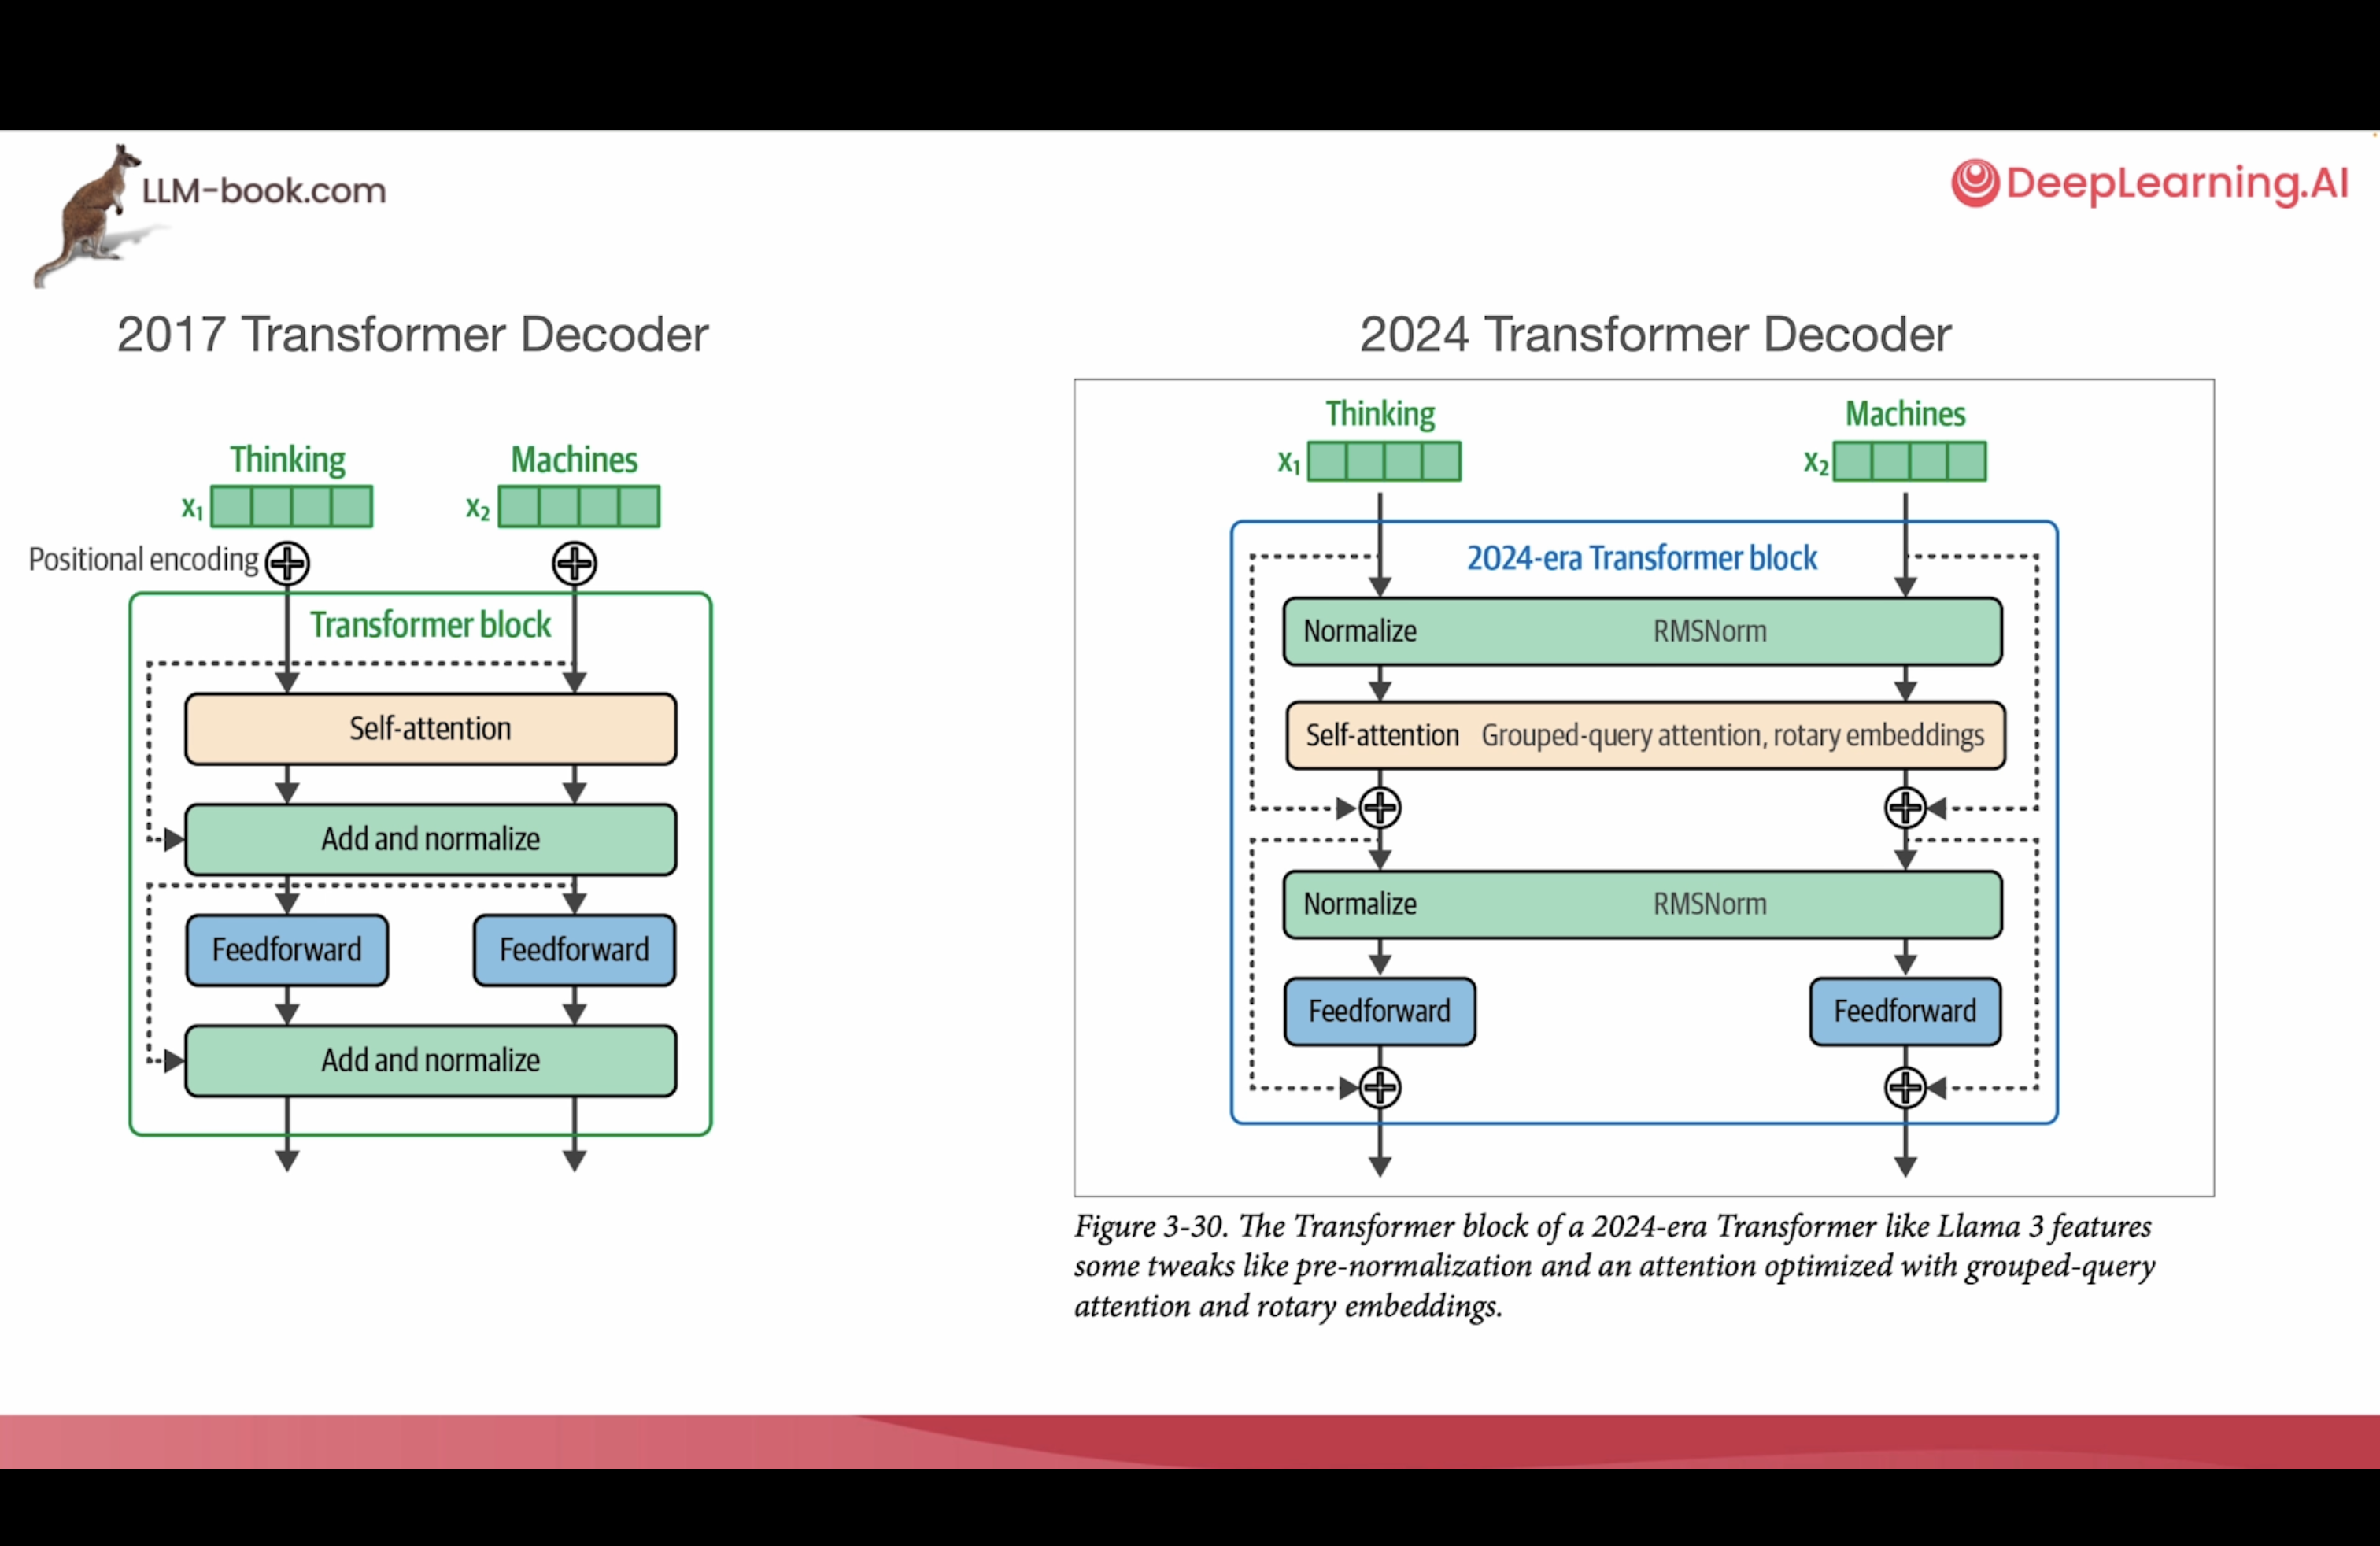 LLM-book.com
DeepLearning.AI
2017 Transformer Decoder
Thinking
Machines
x₁
x₂
Positional encoding
Transformer block
Self-attention
Add and normalize
Feedforward
Feedforward
Add and normalize
2024 Transformer Decoder
Thinking
Machines
x₁
x₂
2024-era Transformer block
Normalize RMSNorm
Self-attention Grouped-query attention, rotary embeddings
Normalize RMSNorm
Feedforward
Feedforward
Figure 3-30. The Transformer block of a 2024-era Transformer like Llama 3 features
some tweaks like pre-normalization and an attention optimized with grouped-query
attention and rotary embeddings.